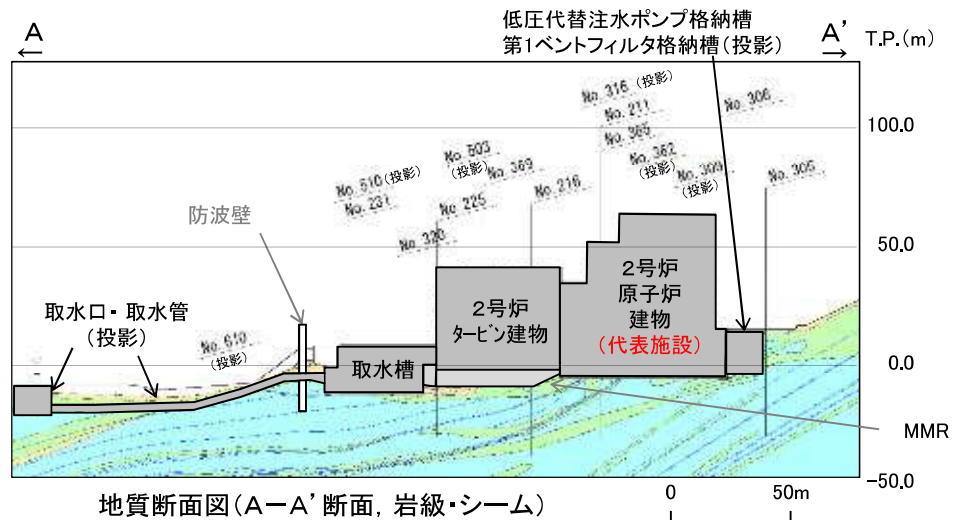 低圧代替注水ポンプ格納槽
第1ベントフィルタ格納槽(投影)
A
A’
T.P.(m)
No. 316 (投影)
No. 211
No. 306
100.0
No. 365
No. 603
(投影)
No. 362
(投影)
No. 369
No. 309
(投影)
No. 305
No. 610 (投影)
No. 231
No. 225
No. 216
防波壁
No. 320
50.0
2号炉
タービン建物
2号炉
原子炉
建物
(代表施設)
取水口・取水管
(投影)
No. 610
(投影)
取水槽
0.0
MMR
-50.0
地質断面図(A-A’断面, 岩級・シーム)
0
50m